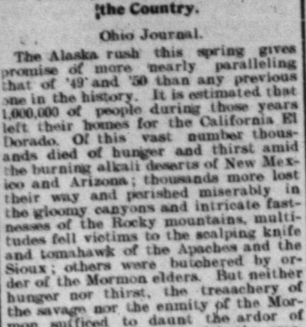 the Country.
Ohio Journal.
The Alaska rush this spring gives
promise of more nearly paralleling
that of '49 and '50 than any previous
one in the history. It is estimated that
1,000,000 of people during those years
left their homes for the California El
Dorado. Of this vast number thous-
ands died of hunger and thirst amid
the burning alkali deserts of New Mex-
ico and Arizona; thousands more lost
their way and perished miserably in
the gloomy canyons and intricate fast-
nesses of the Rocky mountains, multi-
tudes fell victims to the scalping knife
and tomahawk of the Apaches and the
Sioux; others were butchered by or-
der of the Mormon elders. But neither
hunger nor thirst, the treachery of
the savage nor the enmity of the Mor-
mon sufficed to daunt the ardor of